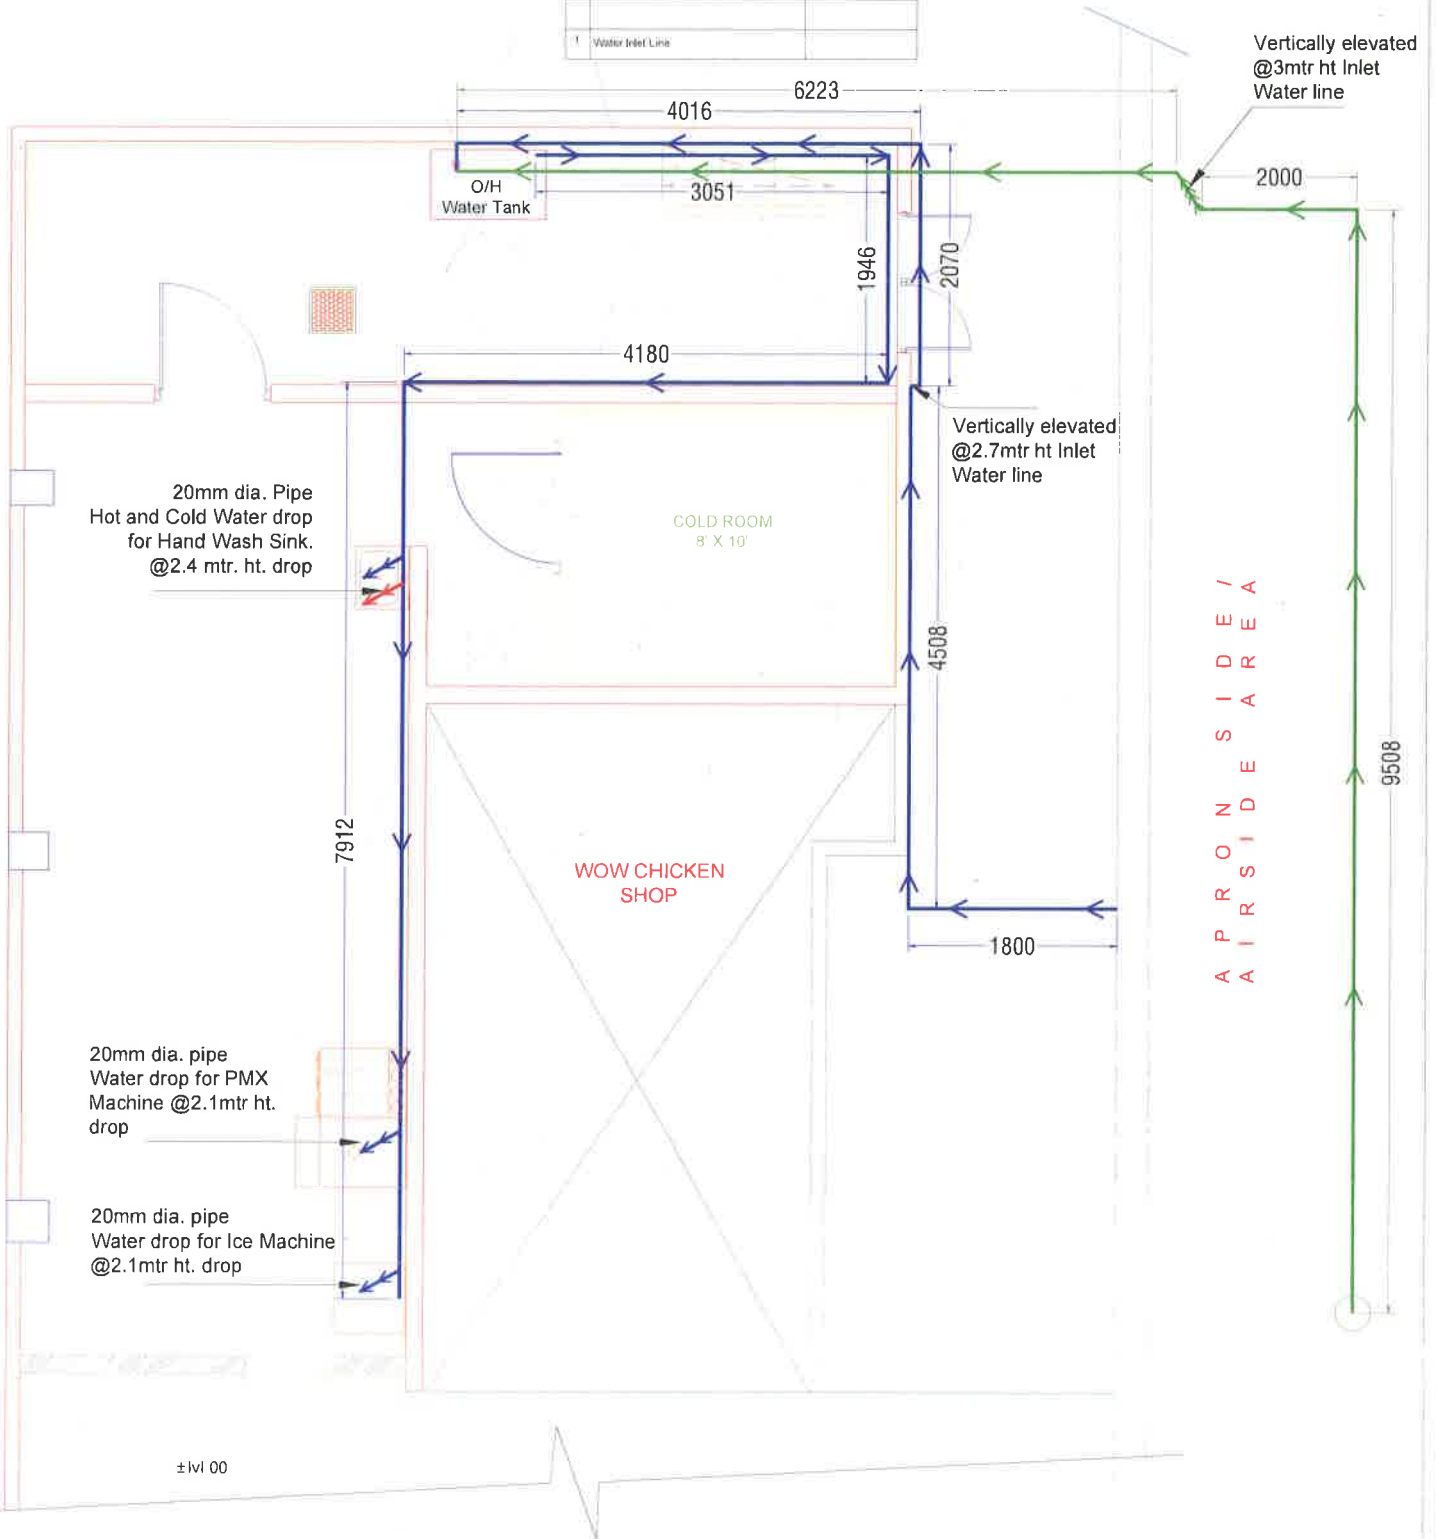 1 Water Inlet Line
Vertically elevated
@3mtr ht Inlet
Water line
6223
4016
2000
O/H
Water Tank
3051
1946
2070
4180
Vertically elevated
@2.7mtr ht Inlet
Water line
20mm dia. Pipe
Hot and Cold Water drop
for Hand Wash Sink.
@2.4 mtr. ht. drop
COLD ROOM
8' X 10'
4508
APRON SIDE /
AIRSIDE AREA
9508
7912
WOW CHICKEN
SHOP
1800
20mm dia. pipe
Water drop for PMX
Machine @2.1mtr ht.
drop
20mm dia. pipe
Water drop for Ice Machine
@2.1mtr ht. drop
±lvl 00